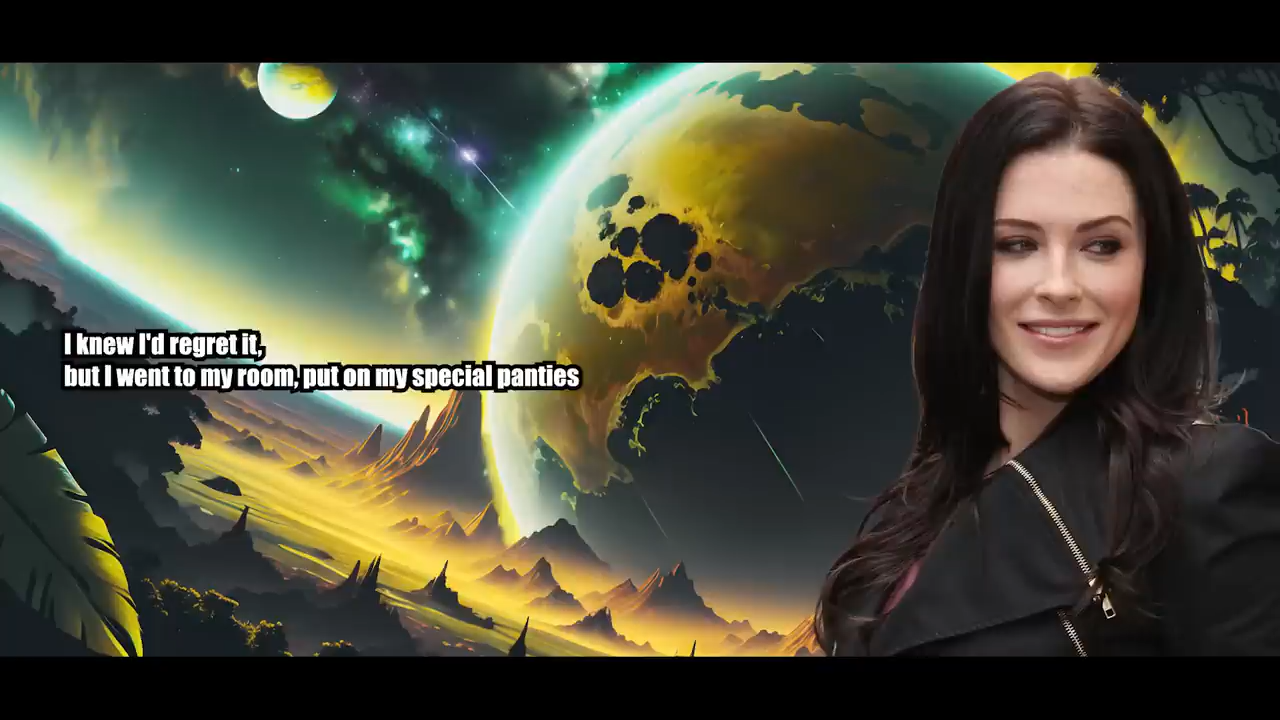 I knew I'd regret it,
but I went to my room, put on my special panties